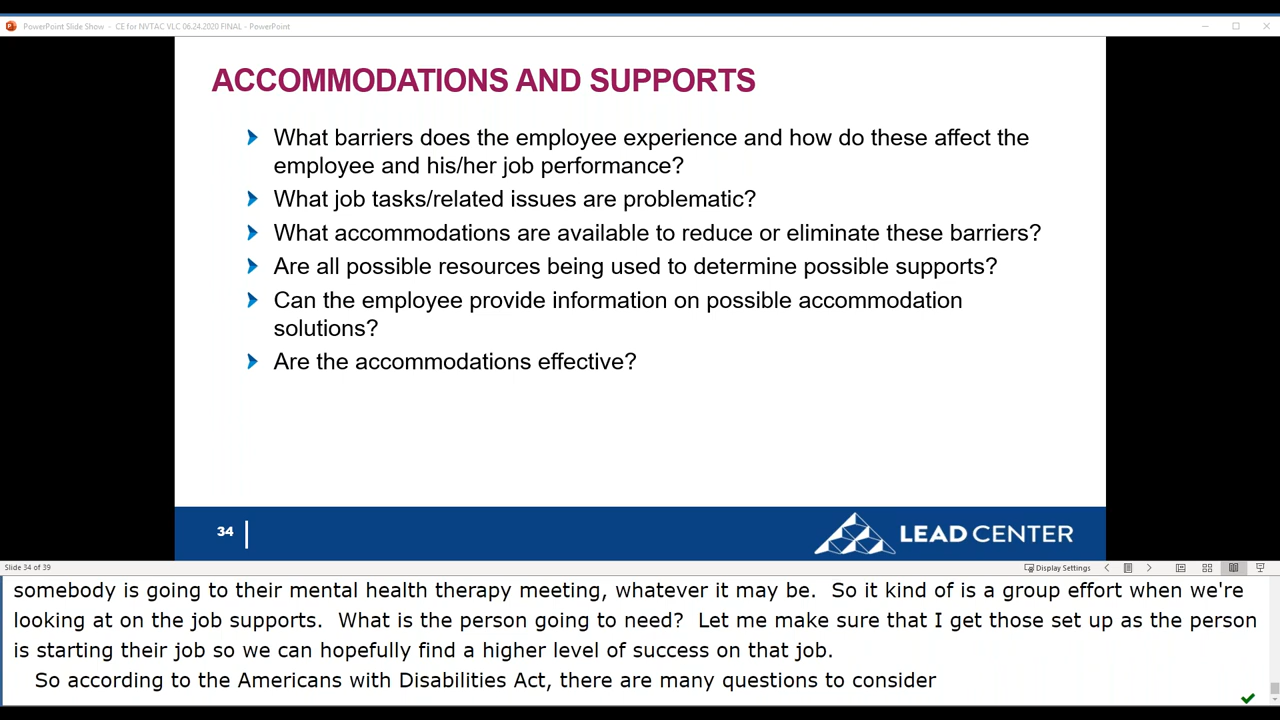 PowerPoint Slide Show - CE for NVTAC VLC 06.24.2020 FINAL - PowerPoint
ACCOMMODATIONS AND SUPPORTS
What barriers does the employee experience and how do these affect the
employee and his/her job performance?
What job tasks/related issues are problematic?
What accommodations are available to reduce or eliminate these barriers?
Are all possible resources being used to determine possible supports?
Can the employee provide information on possible accommodation
solutions?
Are the accommodations effective?
34
LEAD CENTER
Slide 34 of 39
Display Settings
somebody is going to their mental health therapy meeting, whatever it may be.  So it kind of is a group effort when we're
looking at on the job supports.  What is the person going to need?  Let me make sure that I get those set up as the person
is starting their job so we can hopefully find a higher level of success on that job.
So according to the Americans with Disabilities Act, there are many questions to consider